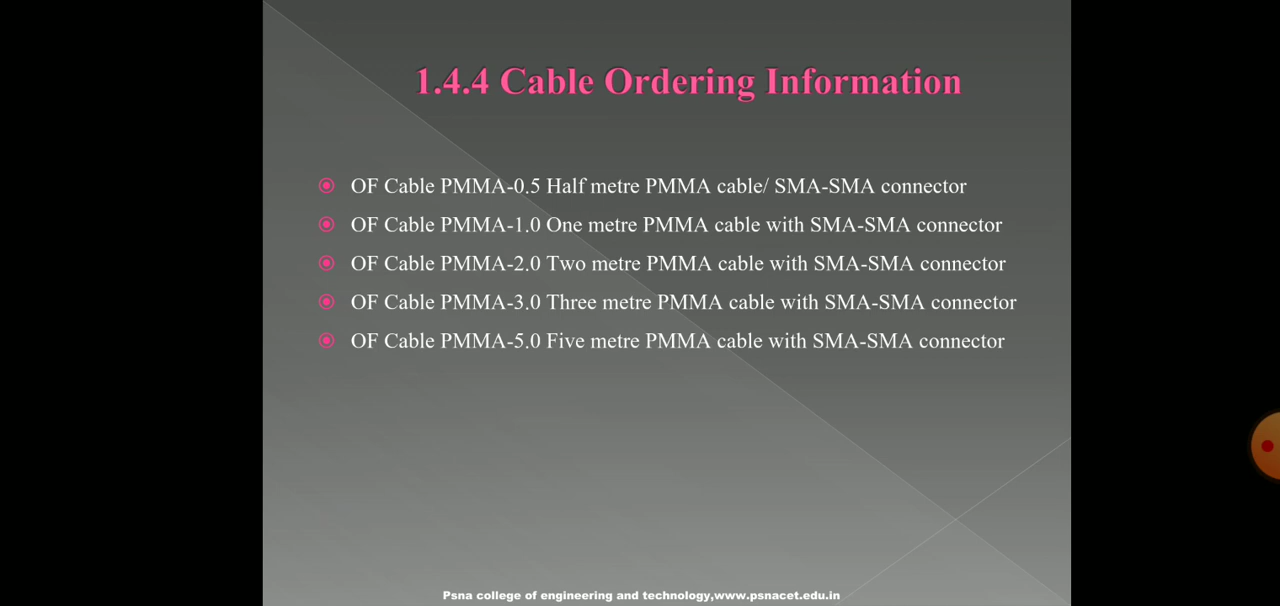 1.4.4 Cable Ordering Information
OF Cable PMMA-0.5 Half metre PMMA cable/ SMA-SMA connector
OF Cable PMMA-1.0 One metre PMMA cable with SMA-SMA connector
OF Cable PMMA-2.0 Two metre PMMA cable with SMA-SMA connector
OF Cable PMMA-3.0 Three metre PMMA cable with SMA-SMA connector
OF Cable PMMA-5.0 Five metre PMMA cable with SMA-SMA connector
Psna college of engineering and technology,www.psnacet.edu.in